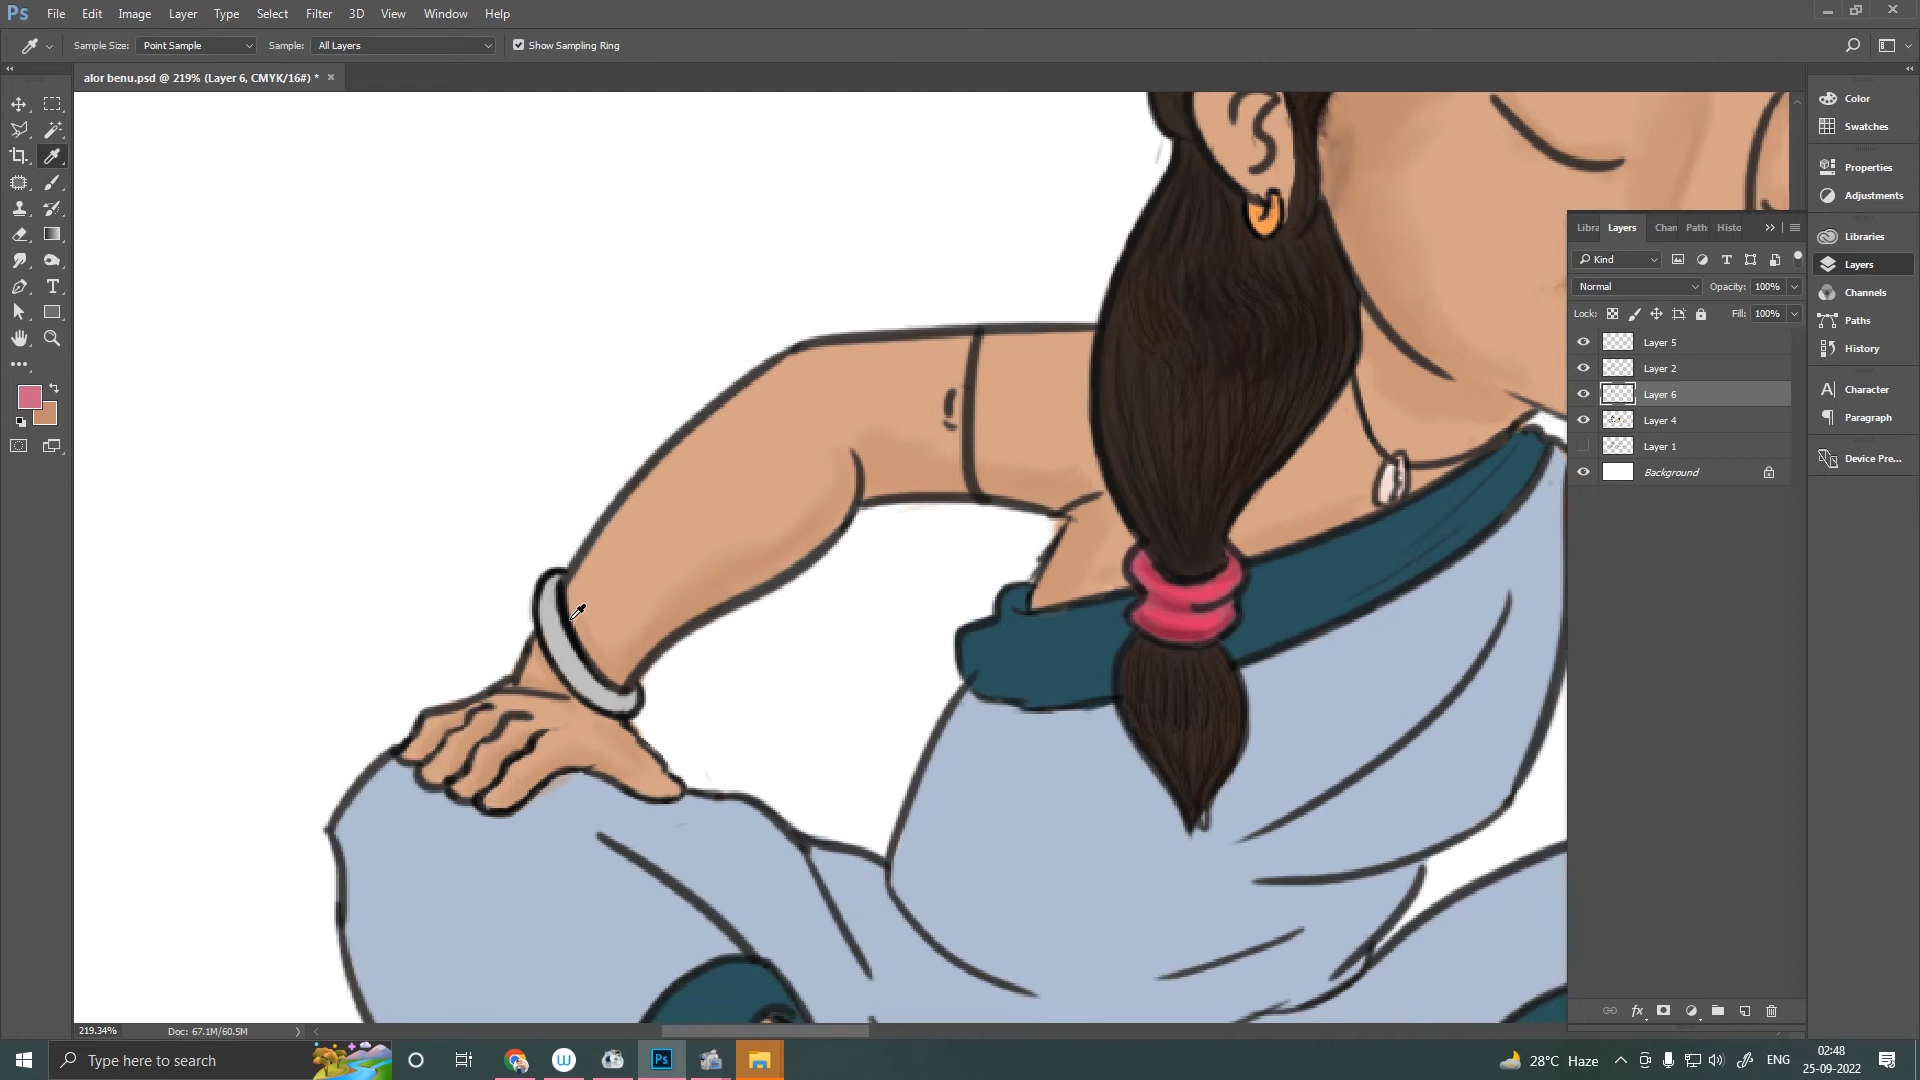 Ps File Edit Image Layer Type Select Filter 3D View Window Help
Sample Size: Point Sample Sample: All Layers Show Sampling Ring
alor benu.psd @ 219% (Layer 6, CMYK/16#) * ×
Color
Swatches
Properties
Adjustments
Libraries
Layers
Channels
Paths
History
Character
Paragraph
Device Pre...
Libra Layers Chan Path Histo
Kind
Normal Opacity: 100%
Lock: Fill: 100%
Layer 5
Layer 2
Layer 6
Layer 4
Layer 1
Background
fx
219.34% Doc: 67.1M/60.5M
Type here to search W Ps 28°C Haze ENG 02:48
25-09-2022